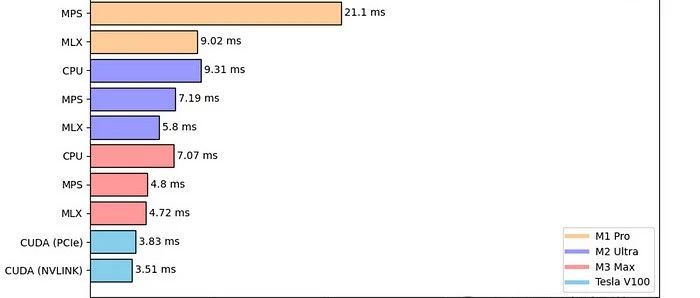 MPS 21.1 ms
MLX 9.02 ms
CPU 9.31 ms
MPS 7.19 ms
MLX 5.8 ms
CPU 7.07 ms
MPS 4.8 ms
MLX 4.72 ms
CUDA (PCIe) 3.83 ms
CUDA (NVLINK) 3.51 ms
M1 Pro
M2 Ultra
M3 Max
Tesla V100